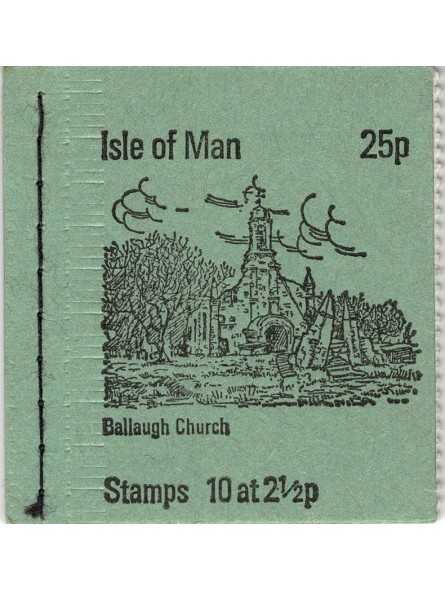 Isle of Man 25p
Ballaugh Church
Stamps 10 at 2½p